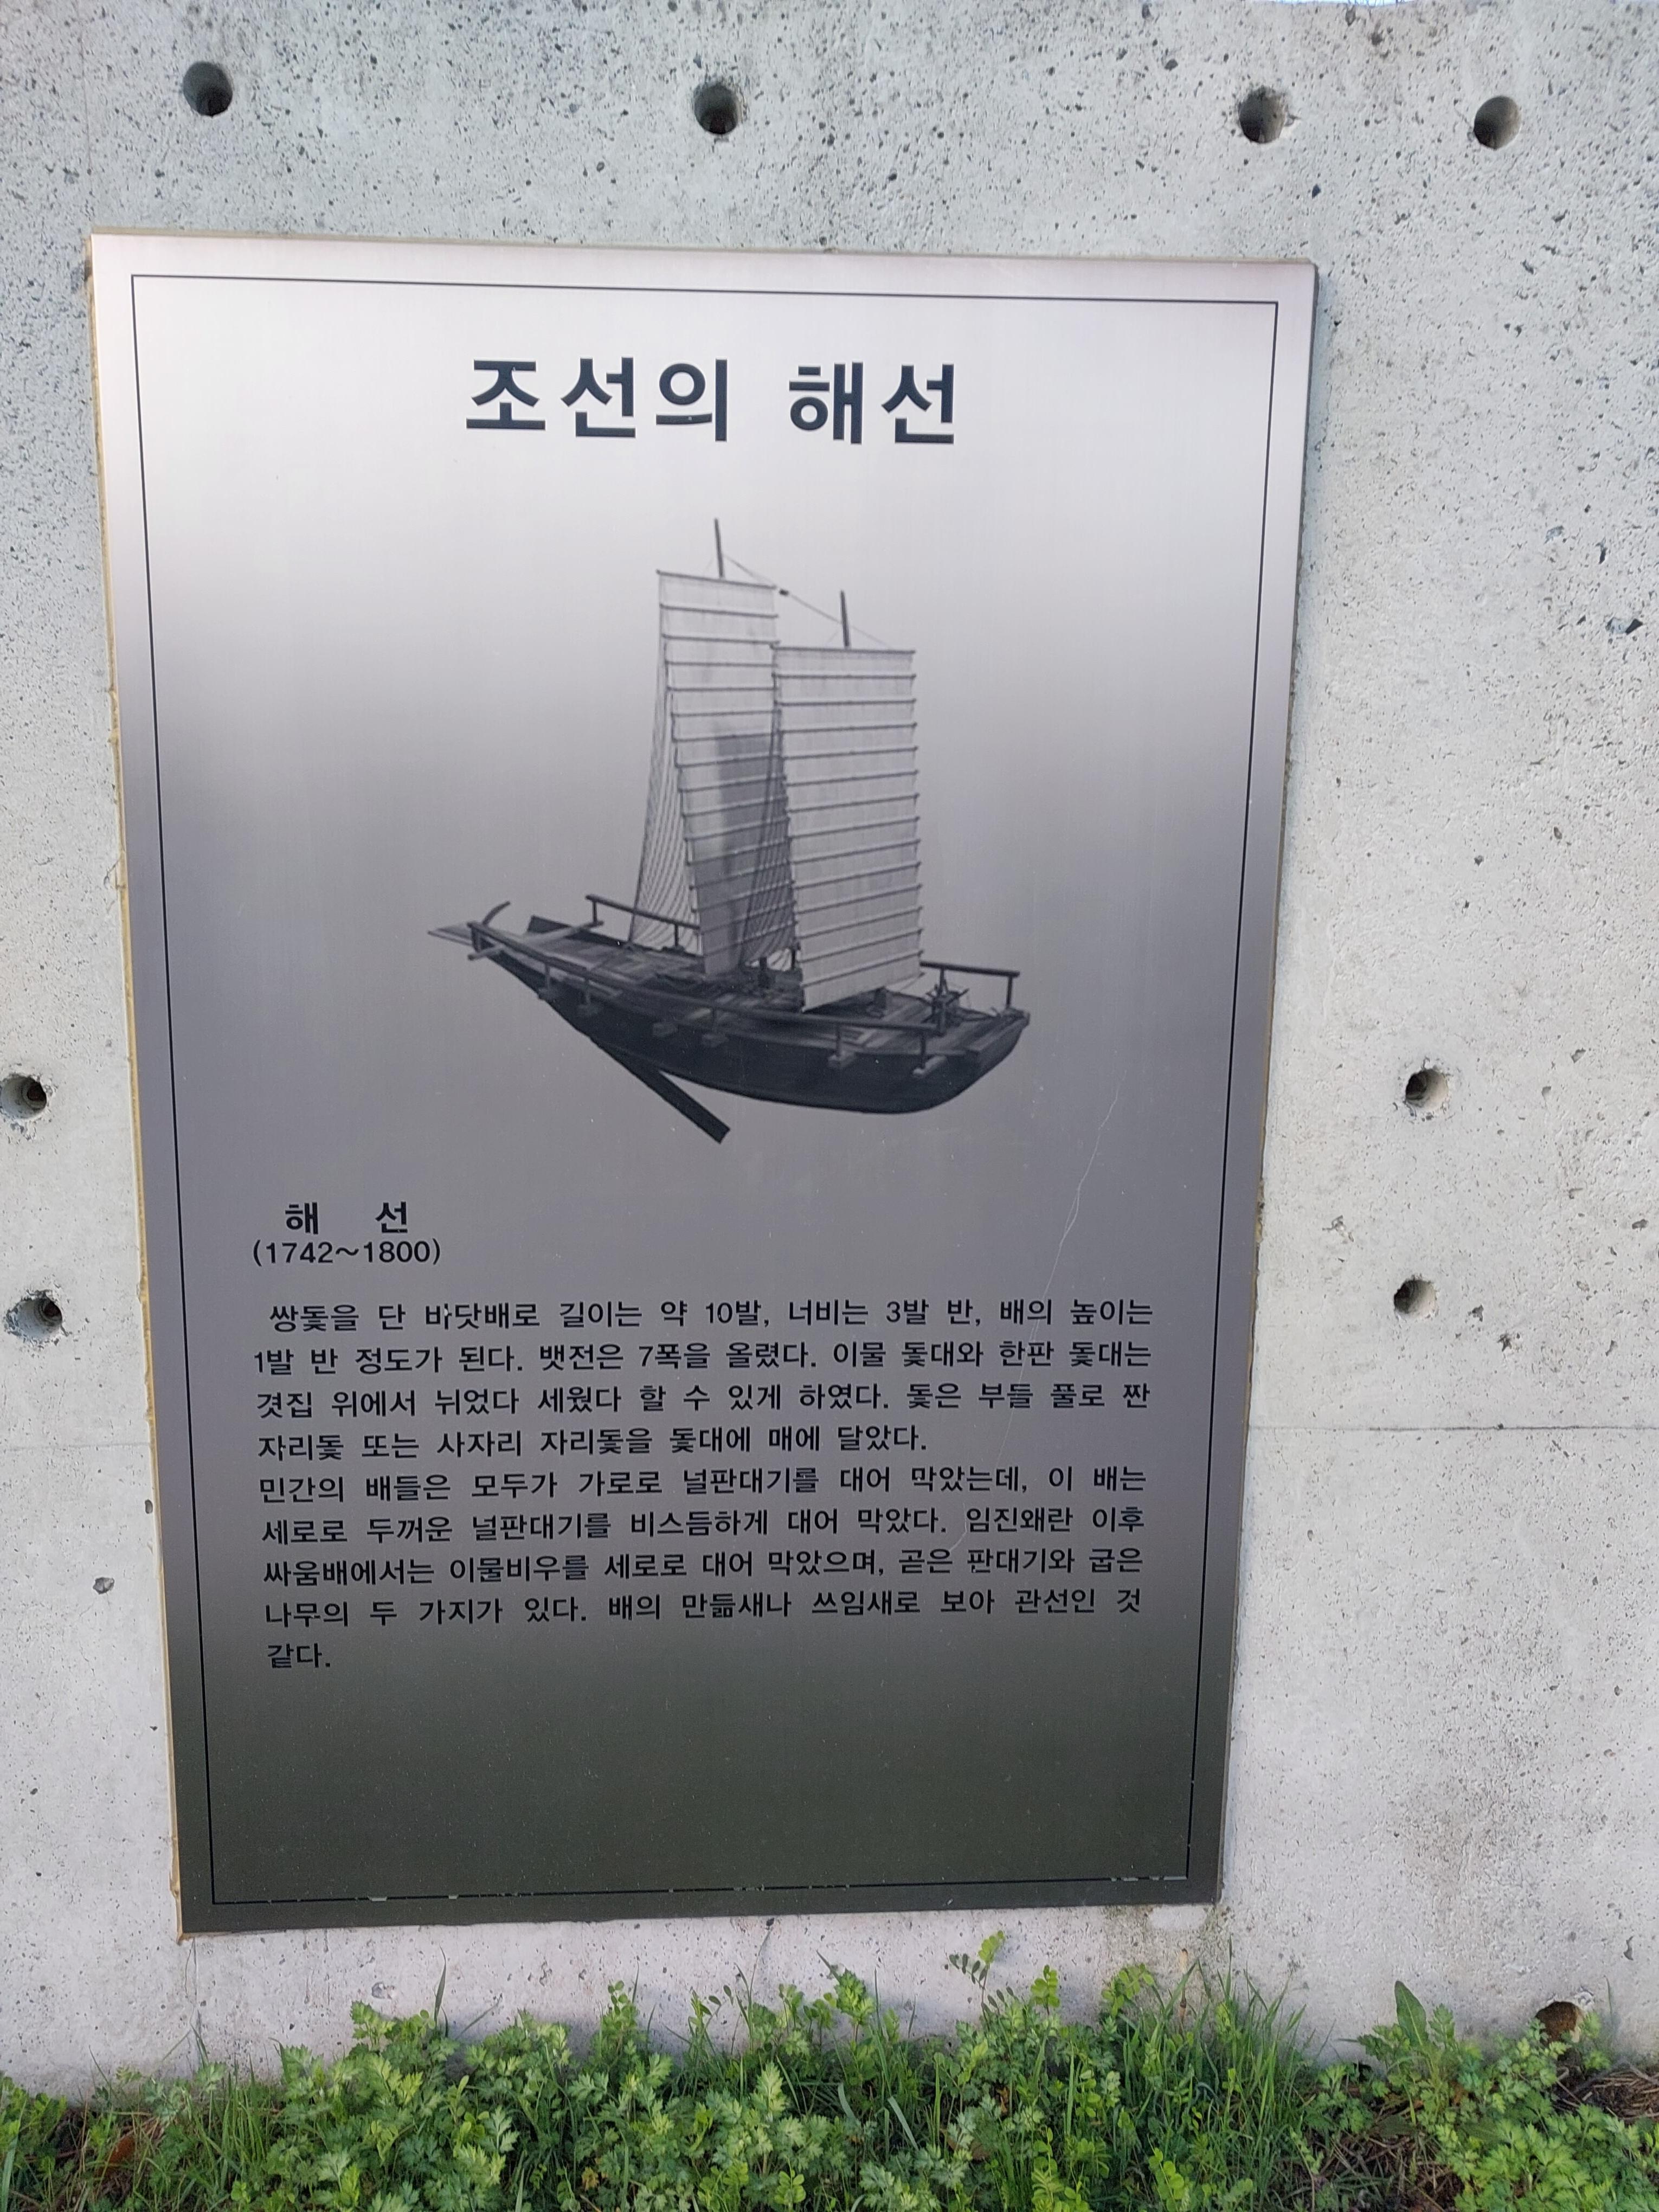 조선의 해선
해 선
(1742~1800)
쌍돛을 단 바닷배로 길이는 약 10발, 너비는 3발 반, 배의 높이는
1발 반 정도가 된다. 뱃전은 7폭을 올렸다. 이물 돛대와 한판 돛대는
겻집 위에서 뉘었다 세웠다 할 수 있게 하였다. 돛은 부들 풀로 짠
자리돛 또는 사자리 자리돛을 돛대에 매에 달았다.
민간의 배들은 모두가 가로로 널판대기를 대어 막았는데, 이 배는
세로로 두꺼운 널판대기를 비스듬하게 대어 막았다. 임진왜란 이후
싸움배에서는 이물비우를 세로로 대어 막았으며, 곧은 판대기와 굽은
나무의 두 가지가 있다. 배의 만듦새나 쓰임새로 보아 관선인 것
같다.